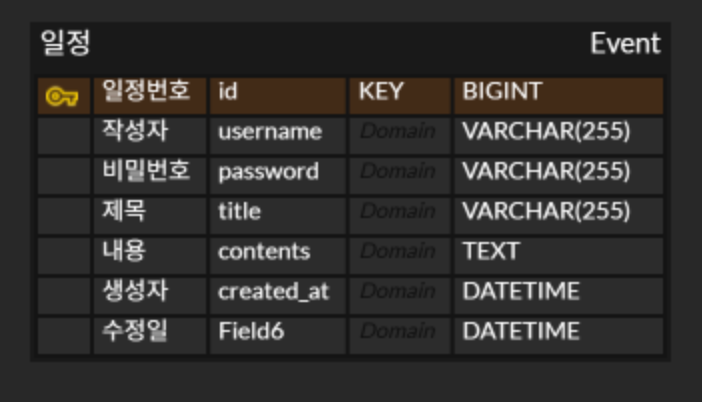 일정 Event
일정번호 id KEY BIGINT
작성자 username Domain VARCHAR(255)
비밀번호 password Domain VARCHAR(255)
제목 title Domain VARCHAR(255)
내용 contents Domain TEXT
생성자 created_at Domain DATETIME
수정일 Field6 Domain DATETIME